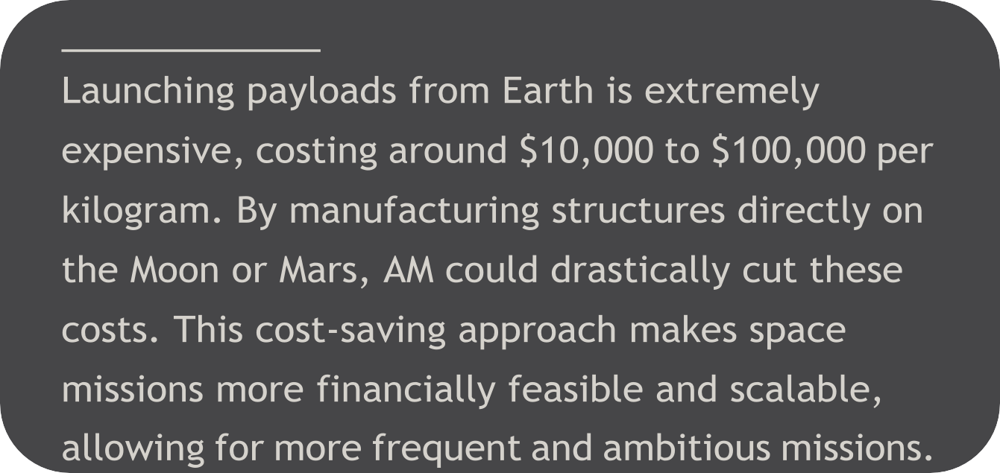 Launching payloads from Earth is extremely
expensive, costing around $10,000 to $100,000 per
kilogram. By manufacturing structures directly on
the Moon or Mars, AM could drastically cut these
costs. This cost-saving approach makes space
missions more financially feasible and scalable,
allowing for more frequent and ambitious missions.